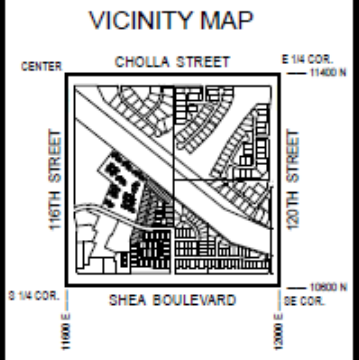 VICINITY MAP
CENTER
CHOLLA STREET
E 1/4 COR.
11400 N
116TH STREET
120TH STREET
10600 N
S 1/4 COR.
SHEA BOULEVARD
SE COR.
11600 E
12000 E